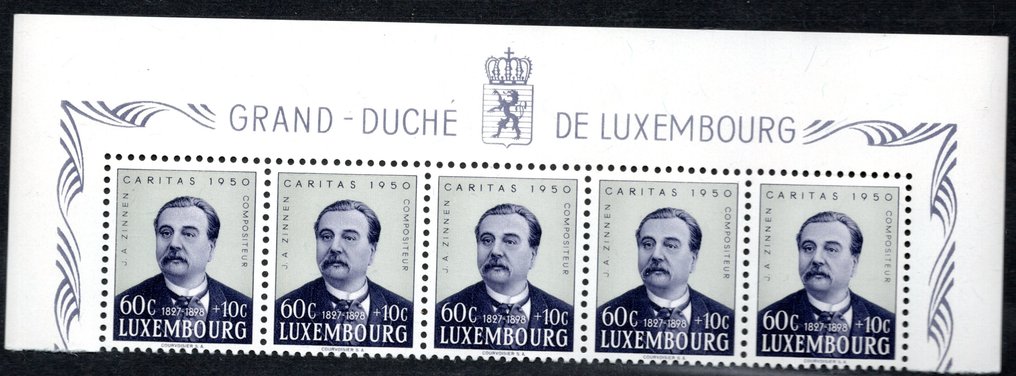 GRAND-DUCHÉ DE LUXEMBOURG
CARITAS 1950
J.A. ZINNEN
COMPOSITEUR
60C 1827-1898 +10C
LUXEMBOURG
COURVOISIER S.A.
CARITAS 1950
J.A. ZINNEN
COMPOSITEUR
60C 1827-1898 +10C
LUXEMBOURG
COURVOISIER S.A.
CARITAS 1950
J.A. ZINNEN
COMPOSITEUR
60C 1827-1898 +10C
LUXEMBOURG
COURVOISIER S.A.
CARITAS 1950
J.A. ZINNEN
COMPOSITEUR
60C 1827-1898 +10C
LUXEMBOURG
COURVOISIER S.A.
CARITAS 1950
J.A. ZINNEN
COMPOSITEUR
60C 1827-1898 +10C
LUXEMBOURG
COURVOISIER S.A.